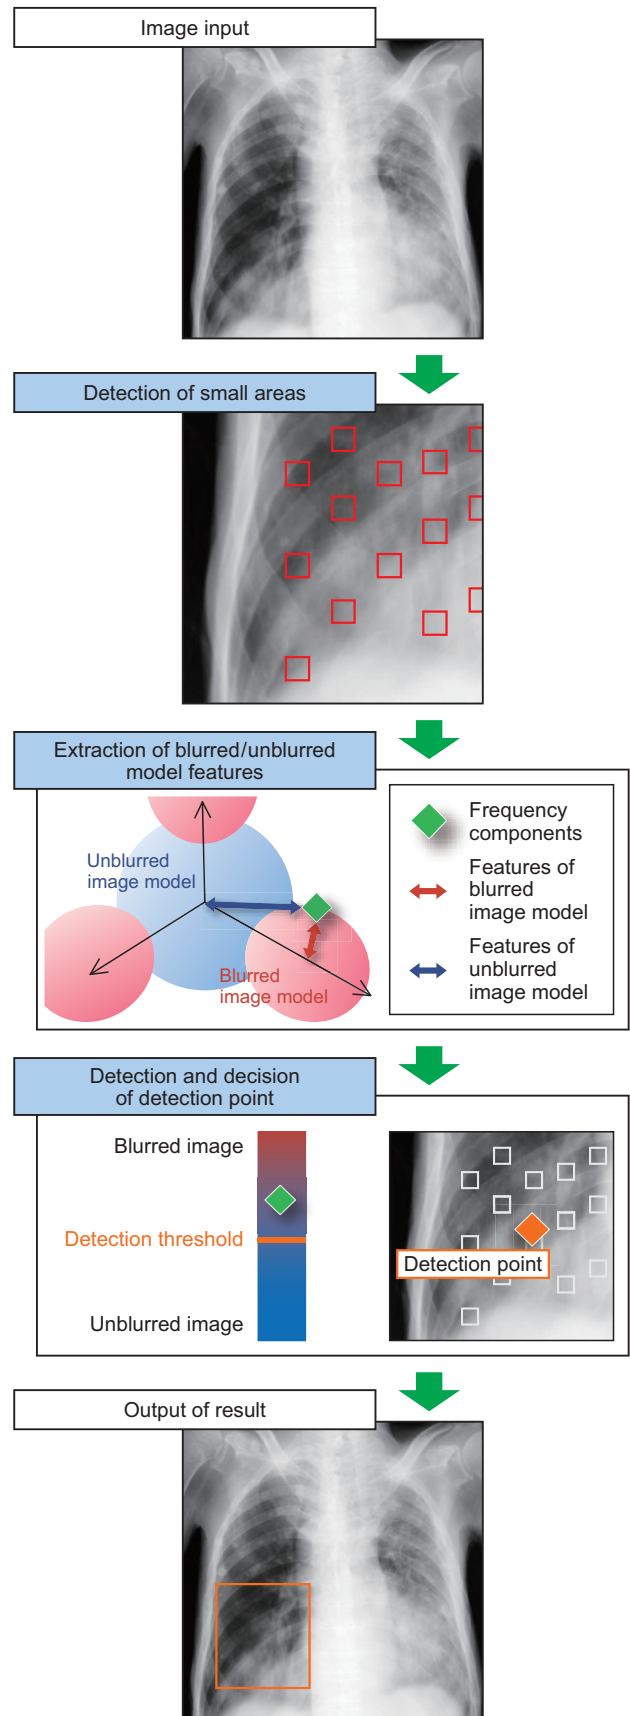 Image input
Detection of small areas
Extraction of blurred/unblurred
model features
Unblurred
image model
Blurred
image model
Frequency
components
Features of
blurred
image model
Features of
unblurred
image model
Detection and decision
of detection point
Blurred image
Detection threshold
Unblurred image
Detection point
Output of result